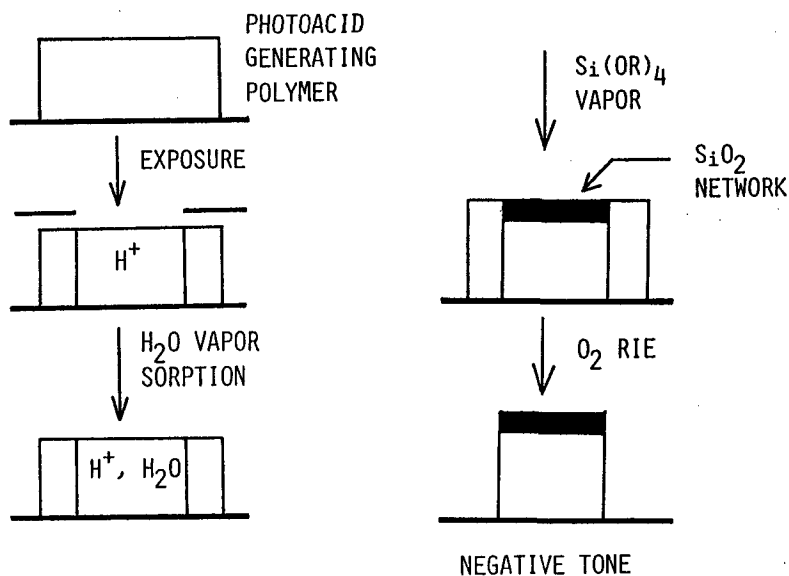 PHOTOACID
GENERATING
POLYMER
EXPOSURE
H⁺
H₂O VAPOR
SORPTION
H⁺, H₂O
Si(OR)₄
VAPOR
SiO₂
NETWORK
O₂ RIE
NEGATIVE TONE